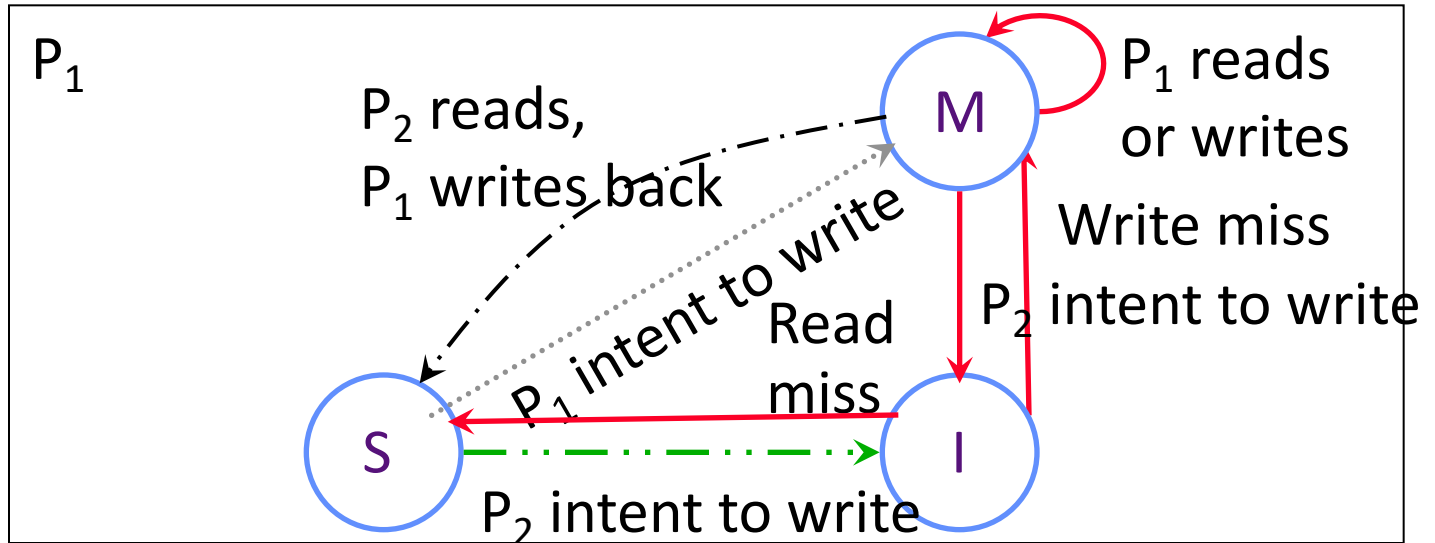 P₁
P₂ reads,
P₁ writes back
M
P₁ reads
or writes
P₁ intent to write
Write miss
P₂ intent to write
Read
miss
S
I
P₂ intent to write